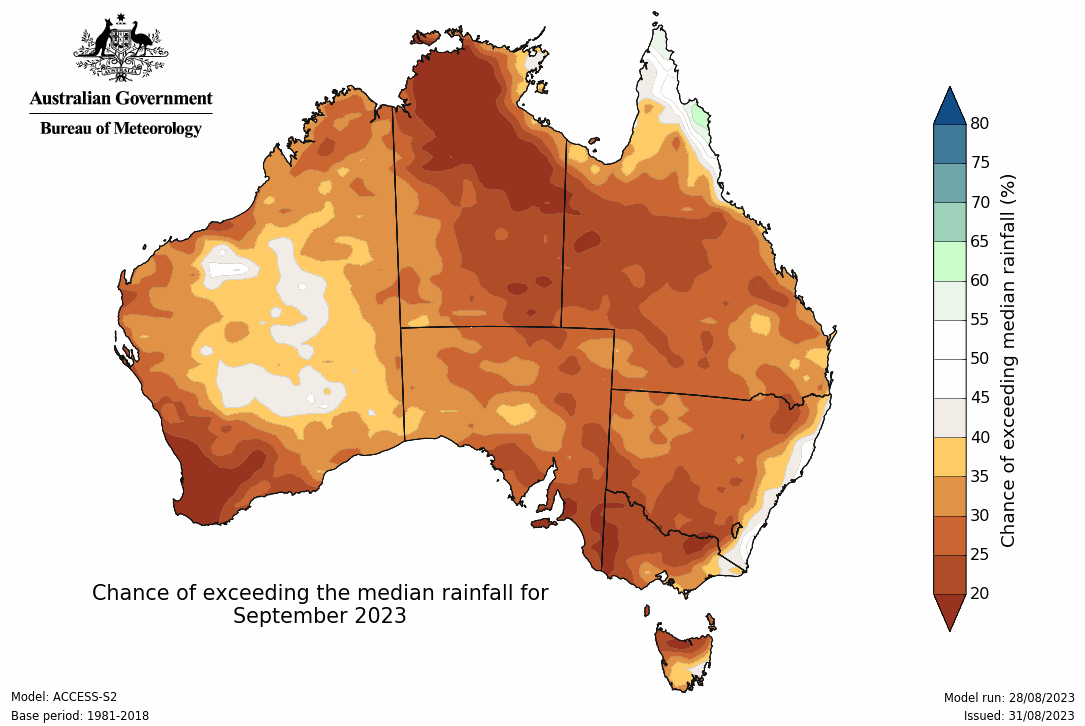 AUSTRALIA
Australian Government
Bureau of Meteorology
80
75
70
65
60
55
50
45
40
35
30
25
20
Chance of exceeding median rainfall (%)
Chance of exceeding the median rainfall for
September 2023
Model: ACCESS-S2
Base period: 1981-2018
Model run: 28/08/2023
Issued: 31/08/2023